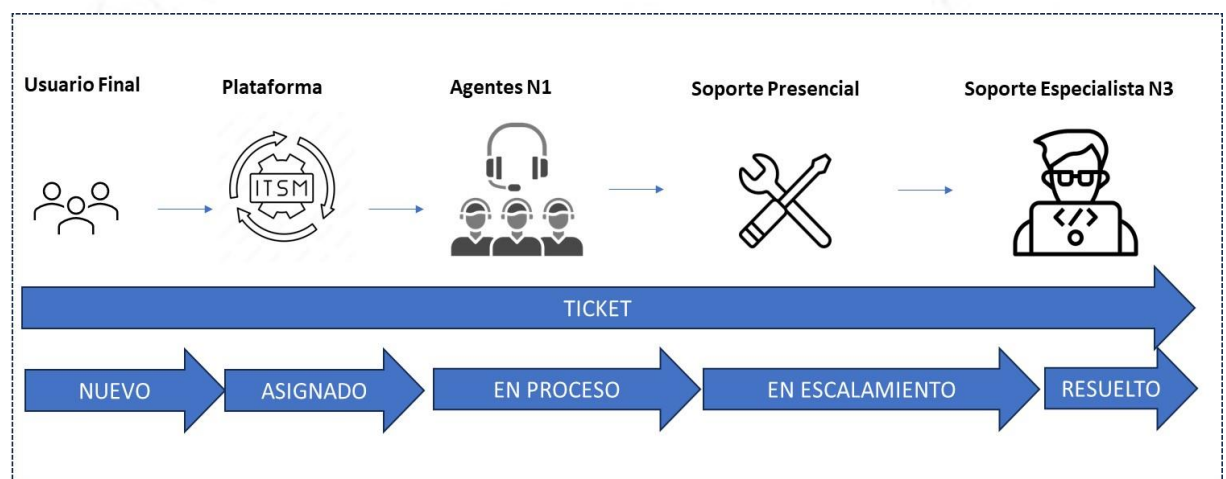 Usuario Final
Plataforma
Agentes N1
Soporte Presencial
Soporte Especialista N3
ITSM
</>
TICKET
NUEVO
ASIGNADO
EN PROCESO
EN ESCALAMIENTO
RESUELTO